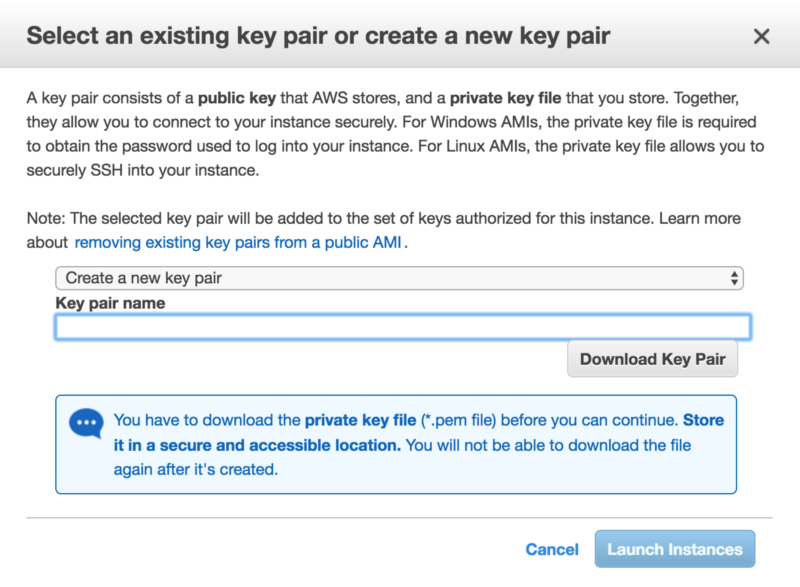 Select an existing key pair or create a new key pair
A key pair consists of a public key that AWS stores, and a private key file that you store. Together,
they allow you to connect to your instance securely. For Windows AMIs, the private key file is required
to obtain the password used to log into your instance. For Linux AMIs, the private key file allows you to
securely SSH into your instance.
Note: The selected key pair will be added to the set of keys authorized for this instance. Learn more
about removing existing key pairs from a public AMI.
Create a new key pair
Key pair name
Download Key Pair
You have to download the private key file (*.pem file) before you can continue. Store
it in a secure and accessible location. You will not be able to download the file
again after it's created.
Cancel
Launch Instances